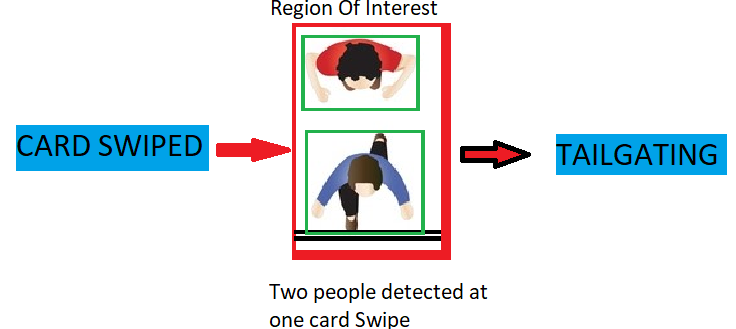 Region Of Interest
CARD SWIPED
TAILGATING
Two people detected at
one card Swipe